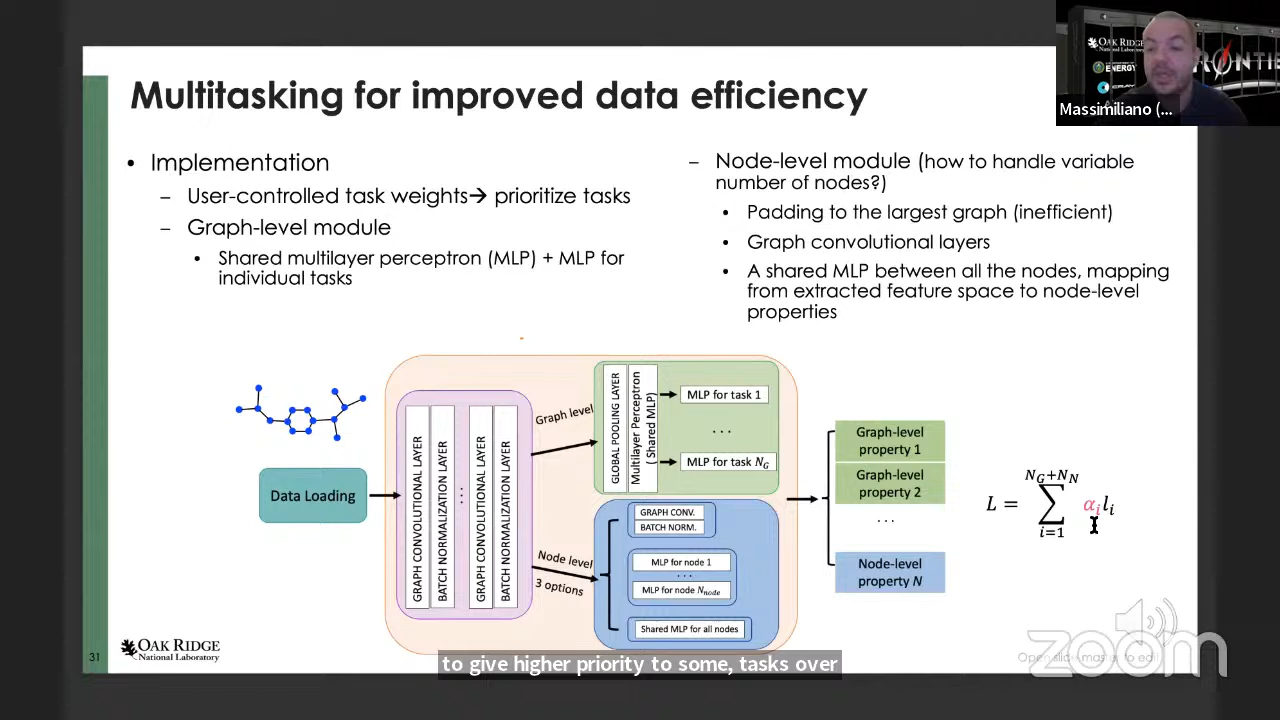 Multitasking for improved data efficiency
• Implementation
– User-controlled task weights→ prioritize tasks
– Graph-level module
• Shared multilayer perceptron (MLP) + MLP for
individual tasks
– Node-level module (how to handle variable
number of nodes?)
• Padding to the largest graph (inefficient)
• Graph convolutional layers
• A shared MLP between all the nodes, mapping
from extracted feature space to node-level
properties
Data Loading
GRAPH CONVOLUTIONAL LAYER
BATCH NORMALIZATION LAYER
...
GRAPH CONVOLUTIONAL LAYER
BATCH NORMALIZATION LAYER
Graph level
GLOBAL POOLING LAYER
Multilayer Perceptron
( Shared MLP)
MLP for task 1
...
MLP for task N_G
Node level
3 options
GRAPH CONV.
BATCH NORM.
MLP for node 1
...
MLP for node N_node
Shared MLP for all nodes
Graph-level
property 1
Graph-level
property 2
...
Node-level
property N
L = ∑_{i=1}^{N_G+N_N} α_i l_i
31
OAK RIDGE
National Laboratory
to give higher priority to some, tasks over
zoom
OAK RIDGE
National Laboratory
ENERGY
Massimiliano (...